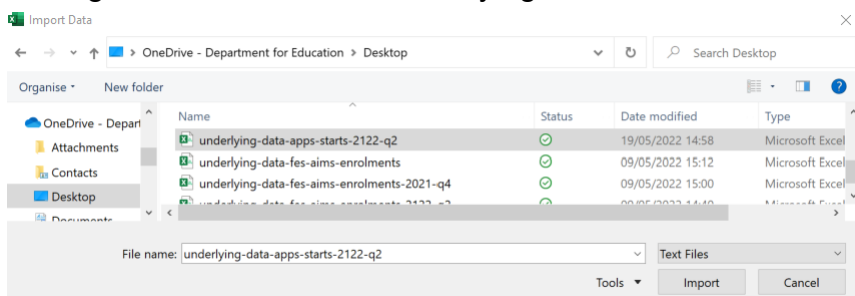 Import Data
OneDrive - Department for Education > Desktop
Search Desktop
Organise
New folder
Name
Status
Date modified
Type
OneDrive - Depart
Attachments
Contacts
Desktop
Documents
underlying-data-apps-starts-2122-q2
19/05/2022 14:58
Microsoft Excel
underlying-data-fes-aims-enrolments
09/05/2022 15:12
Microsoft Excel
underlying-data-fes-aims-enrolments-2021-q4
09/05/2022 15:00
Microsoft Excel
File name:
underlying-data-apps-starts-2122-q2
Text Files
Tools
Import
Cancel